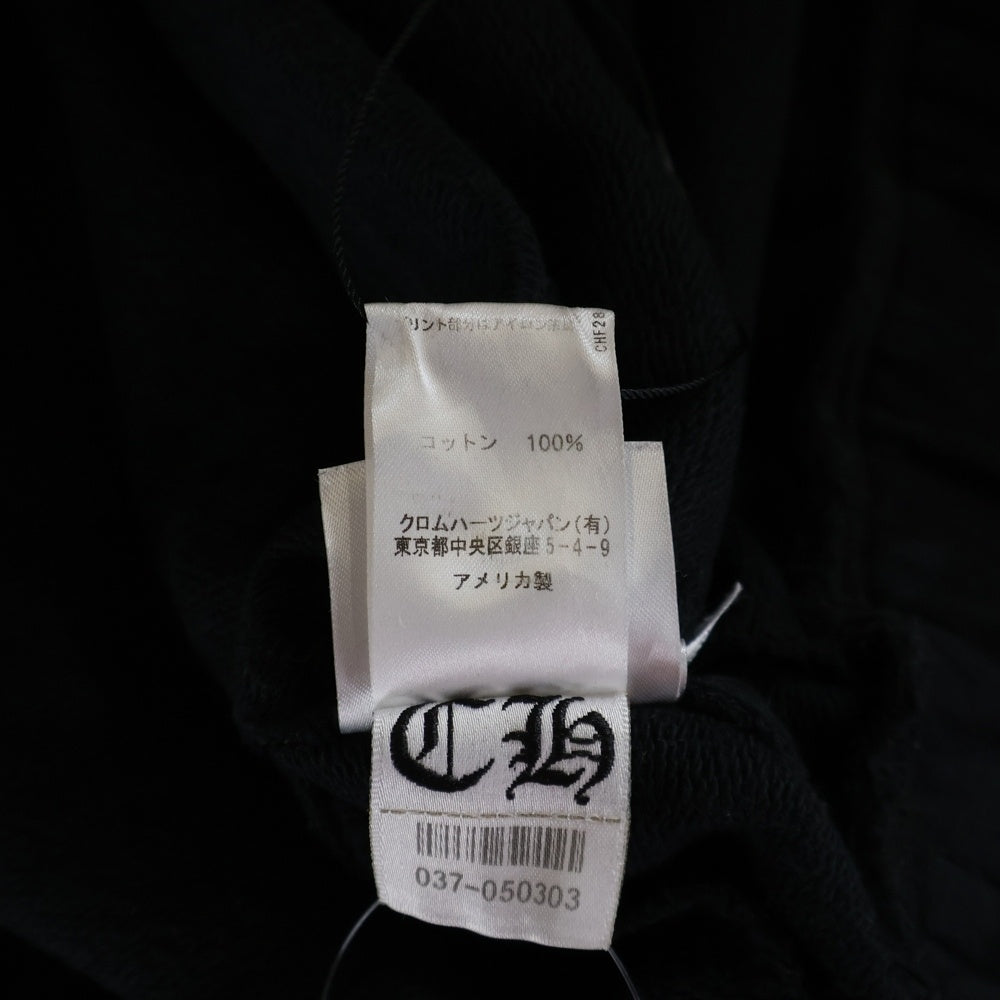 プリント部分はアイロン
CHF28
コットン 100%
クロムハーツジャパン(有)
東京都中央区銀座5-4-9
アメリカ製
CH
037-050303